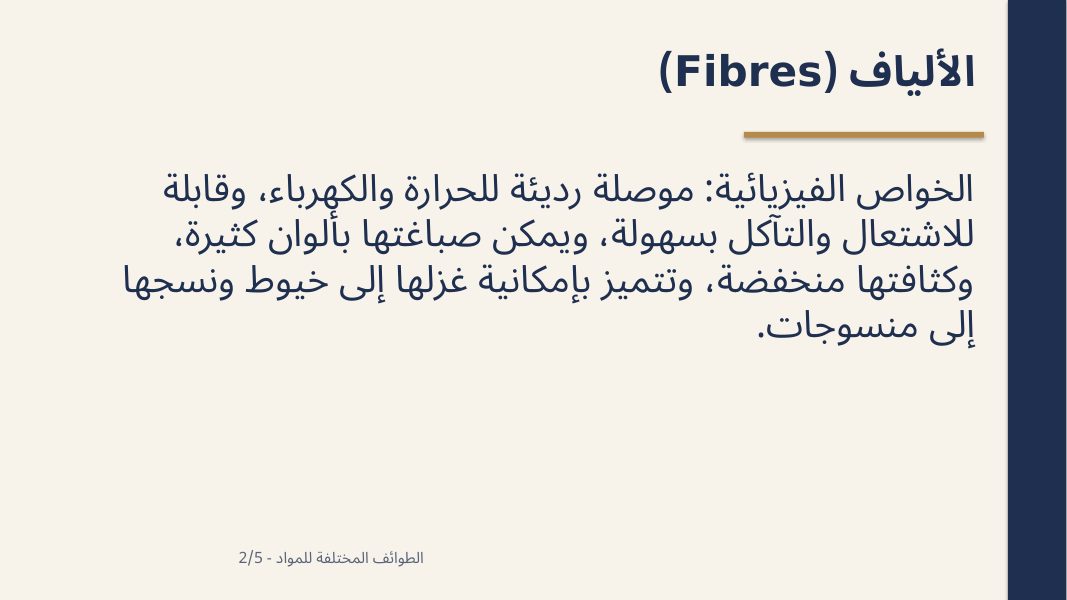 الألياف (Fibres)
الخواص الفيزيائية: موصلة رديئة للحرارة والكهرباء، وقابلة
للاشتعال والتآكل بسهولة، ويمكن صباغتها بألوان كثيرة،
وكثافتها منخفضة، وتتميز بإمكانية غزلها إلى خيوط ونسجها
إلى منسوجات.
الطوائف المختلفة للمواد - 2/5